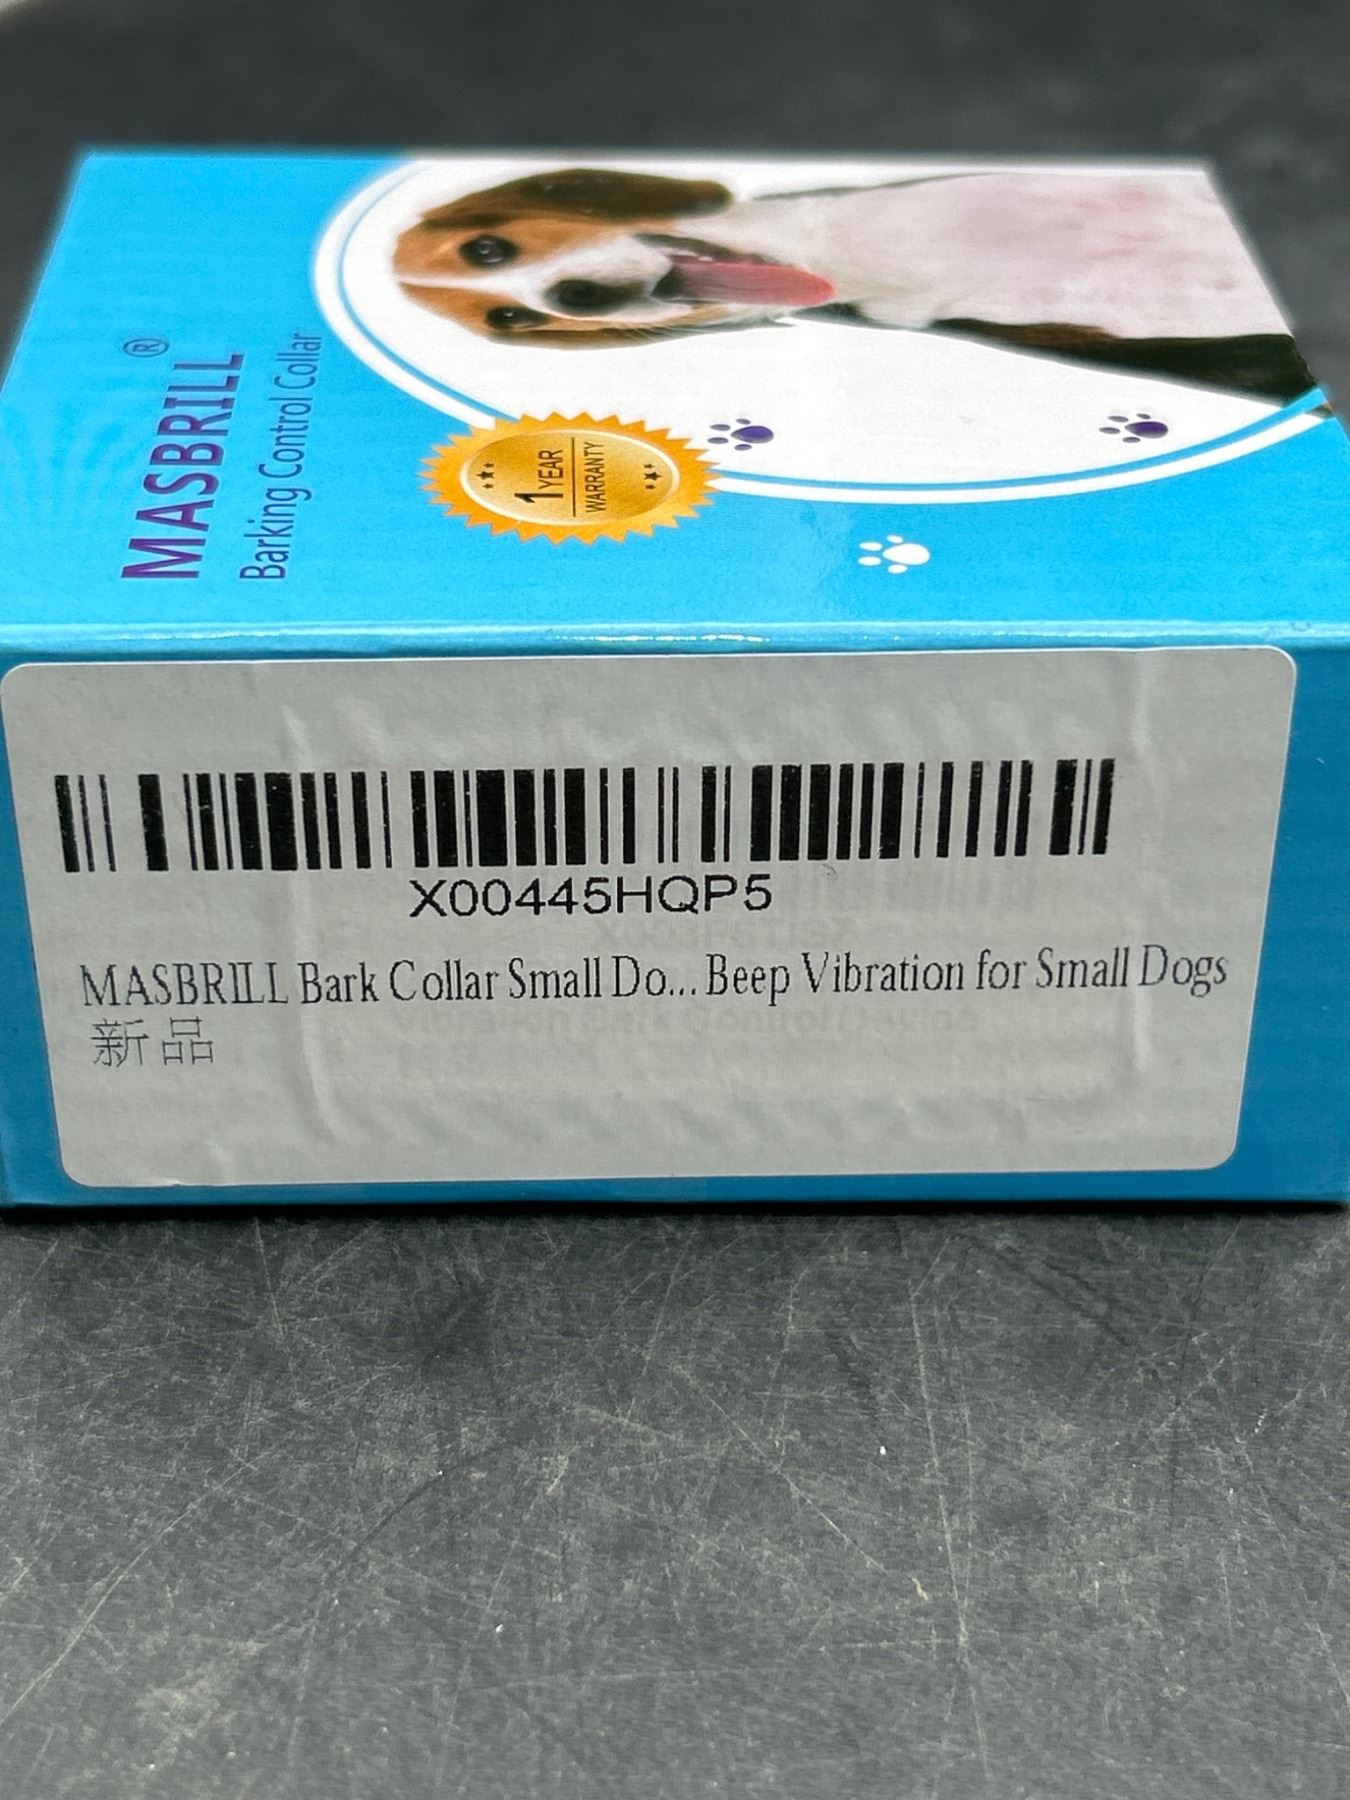 MASBRILL®
Barking Control Collar
1 YEAR
WARRANTY
X00445HQP5
MASBRILL Bark Collar Small Do... Beep Vibration for Small Dogs
新品